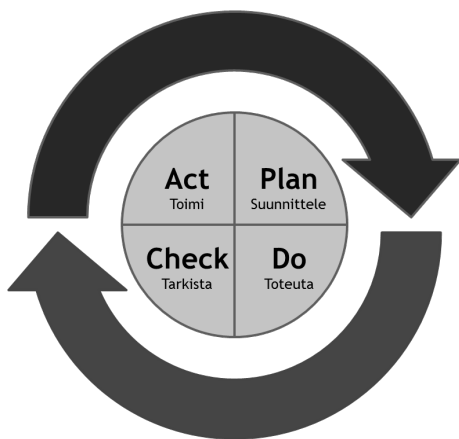 Act
Toimi
Plan
Suunnittele
Check
Tarkista
Do
Toteuta